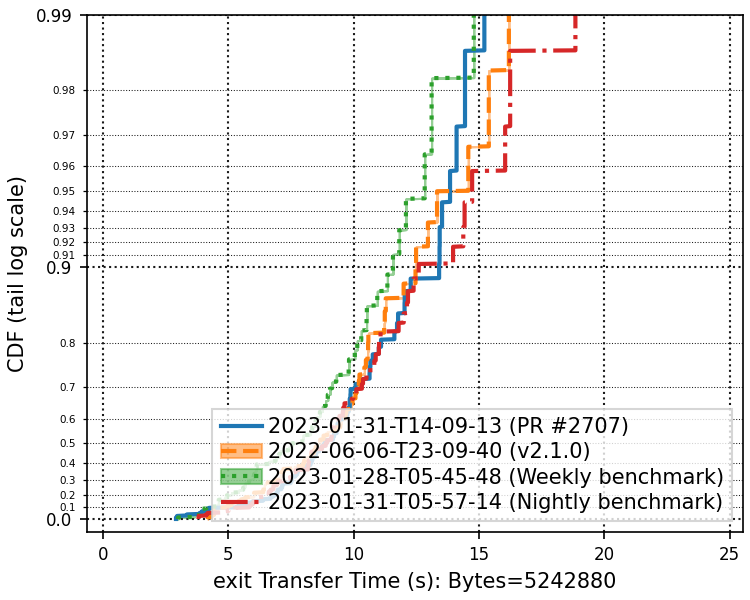 0.99
0.98
0.97
0.96
0.95
0.94
0.93
0.92
0.91
0.9
0.8
0.7
0.6
0.5
0.4
0.3
0.2
0.1
0.0
CDF (tail log scale)
2023-01-31-T14-09-13 (PR #2707)
2022-06-06-T23-09-40 (v2.1.0)
2023-01-28-T05-45-48 (Weekly benchmark)
2023-01-31-T05-57-14 (Nightly benchmark)
0 5 10 15 20 25
exit Transfer Time (s): Bytes=5242880